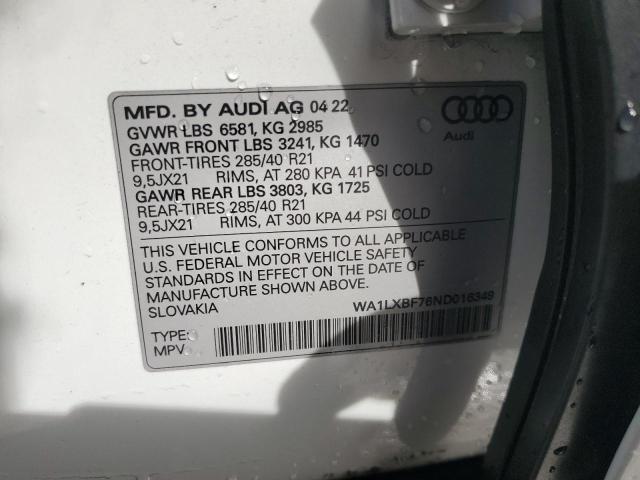 MFD. BY AUDI AG 04 22
GVWR LBS 6581, KG 2985
GAWR FRONT LBS 3241, KG 1470
FRONT-TIRES 285/40 R21
9,5JX21 RIMS, AT 280 KPA 41 PSI COLD
GAWR REAR LBS 3803, KG 1725
REAR-TIRES 285/40 R21
9,5JX21 RIMS, AT 300 KPA 44 PSI COLD
Audi
THIS VEHICLE CONFORMS TO ALL APPLICABLE
U.S. FEDERAL MOTOR VEHICLE SAFETY
STANDARDS IN EFFECT ON THE DATE OF
MANUFACTURE SHOWN ABOVE.
SLOVAKIA
WA1LXBF76ND016349
TYPE:
MPV